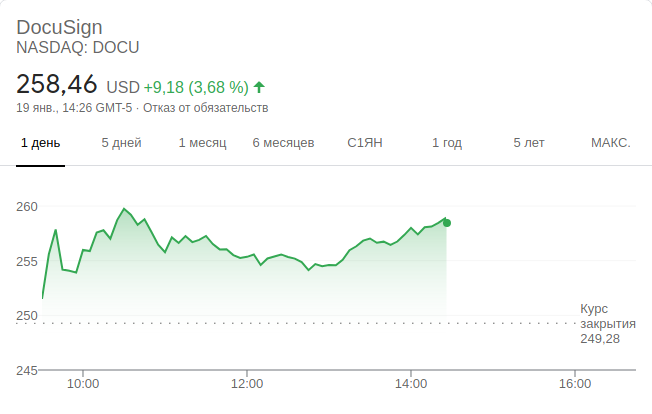 DocuSign
NASDAQ: DOCU
258,46 USD +9,18 (3,68 %)
19 янв., 14:26 GMT-5 · Отказ от обязательств
1 день 5 дней 1 месяц 6 месяцев С1ЯН 1 год 5 лет МАКС.
260
255
250
Курс
закрытия
249,28
245
10:00 12:00 14:00 16:00